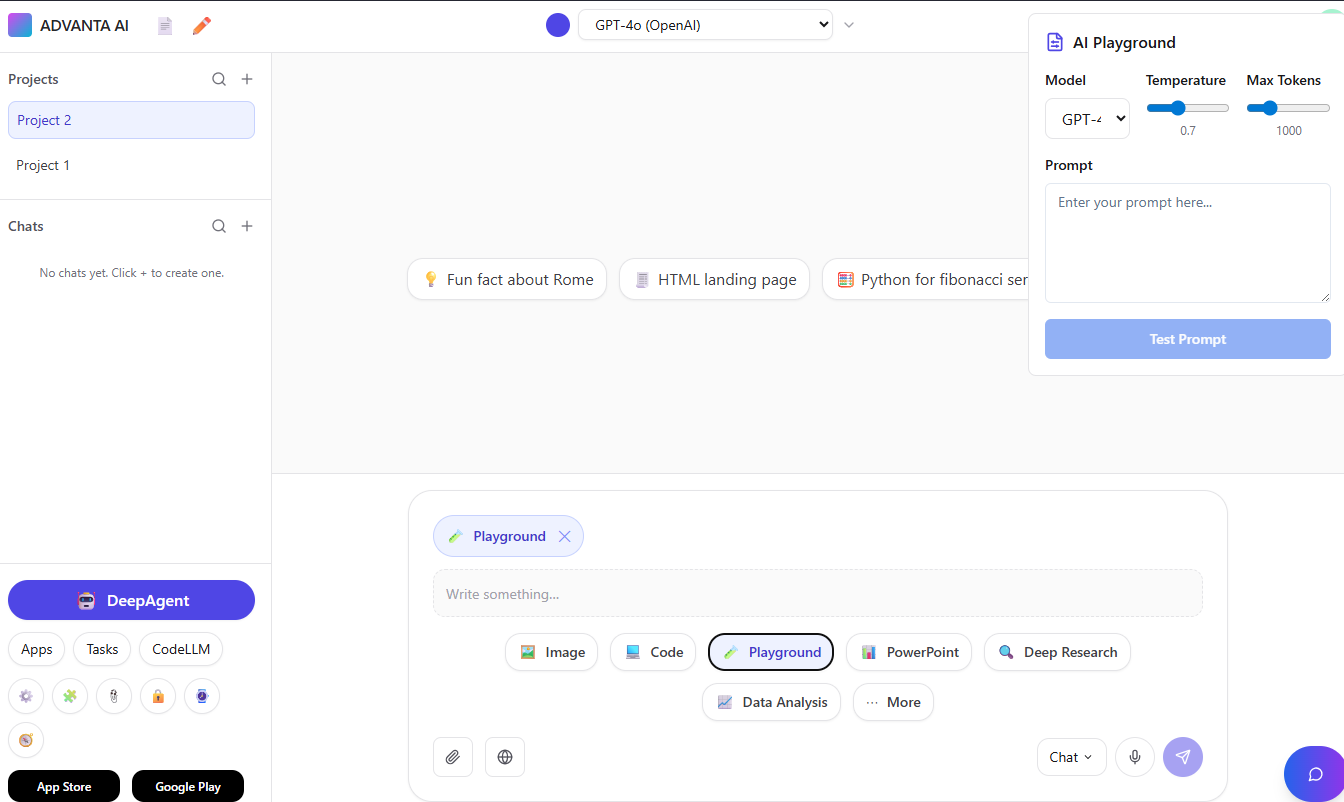 ADVANTA AI
GPT-4o (OpenAI)
Projects
Project 2
Project 1
Chats
No chats yet. Click + to create one.
DeepAgent
Apps
Tasks
CodeLLM
App Store
Google Play
Fun fact about Rome
HTML landing page
Python for fibonacci ser
AI Playground
Model
Temperature
Max Tokens
GPT-4
0.7
1000
Prompt
Enter your prompt here...
Test Prompt
Playground
Write something...
Image
Code
Playground
PowerPoint
Deep Research
Data Analysis
More
Chat